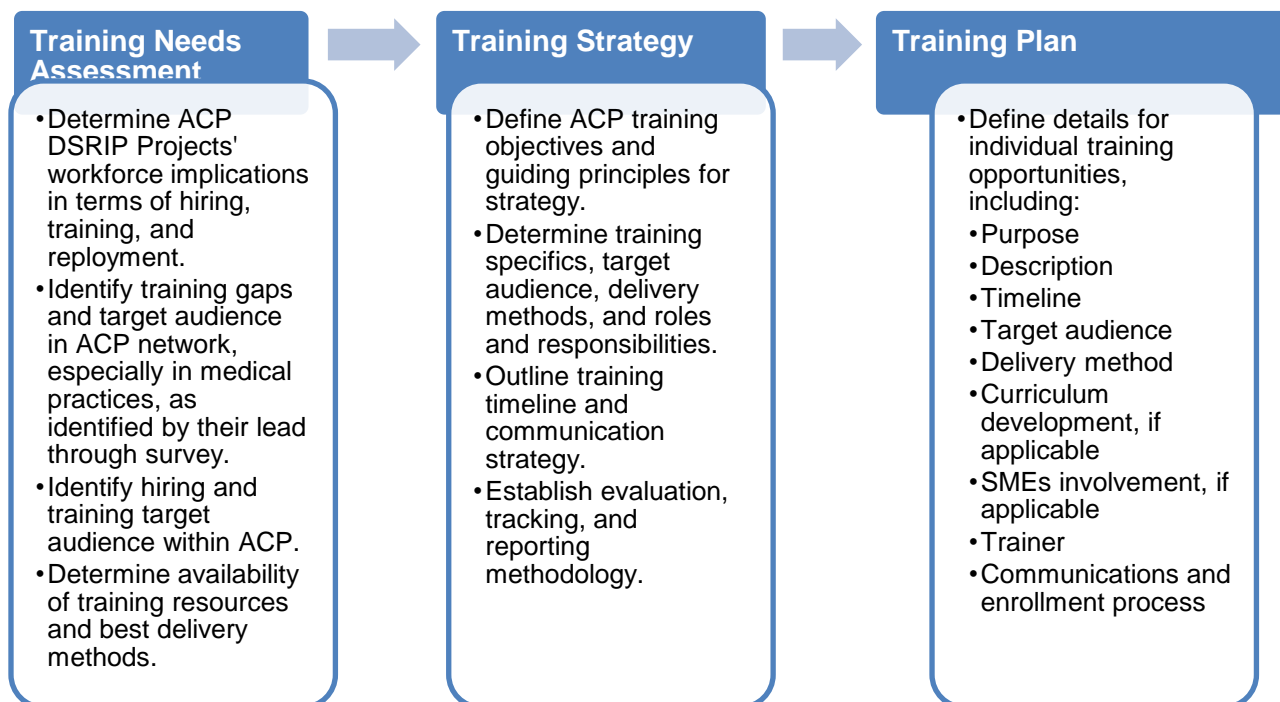 Training Needs
Assessment
•Determine ACP
DSRIP Projects'
workforce implications
in terms of hiring,
training, and
reployment.
•Identify training gaps
and target audience
in ACP network,
especially in medical
practices, as
identified by their lead
through survey.
•Identify hiring and
training target
audience within ACP.
•Determine availability
of training resources
and best delivery
methods.
Training Strategy
•Define ACP training
objectives and
guiding principles for
strategy.
•Determine training
specifics, target
audience, delivery
methods, and roles
and responsibilities.
•Outline training
timeline and
communication
strategy.
•Establish evaluation,
tracking, and
reporting
methodology.
Training Plan
•Define details for
individual training
opportunities,
including:
•Purpose
•Description
•Timeline
•Target audience
•Delivery method
•Curriculum
development, if
applicable
•SMEs involvement, if
applicable
•Trainer
•Communications and
enrollment process